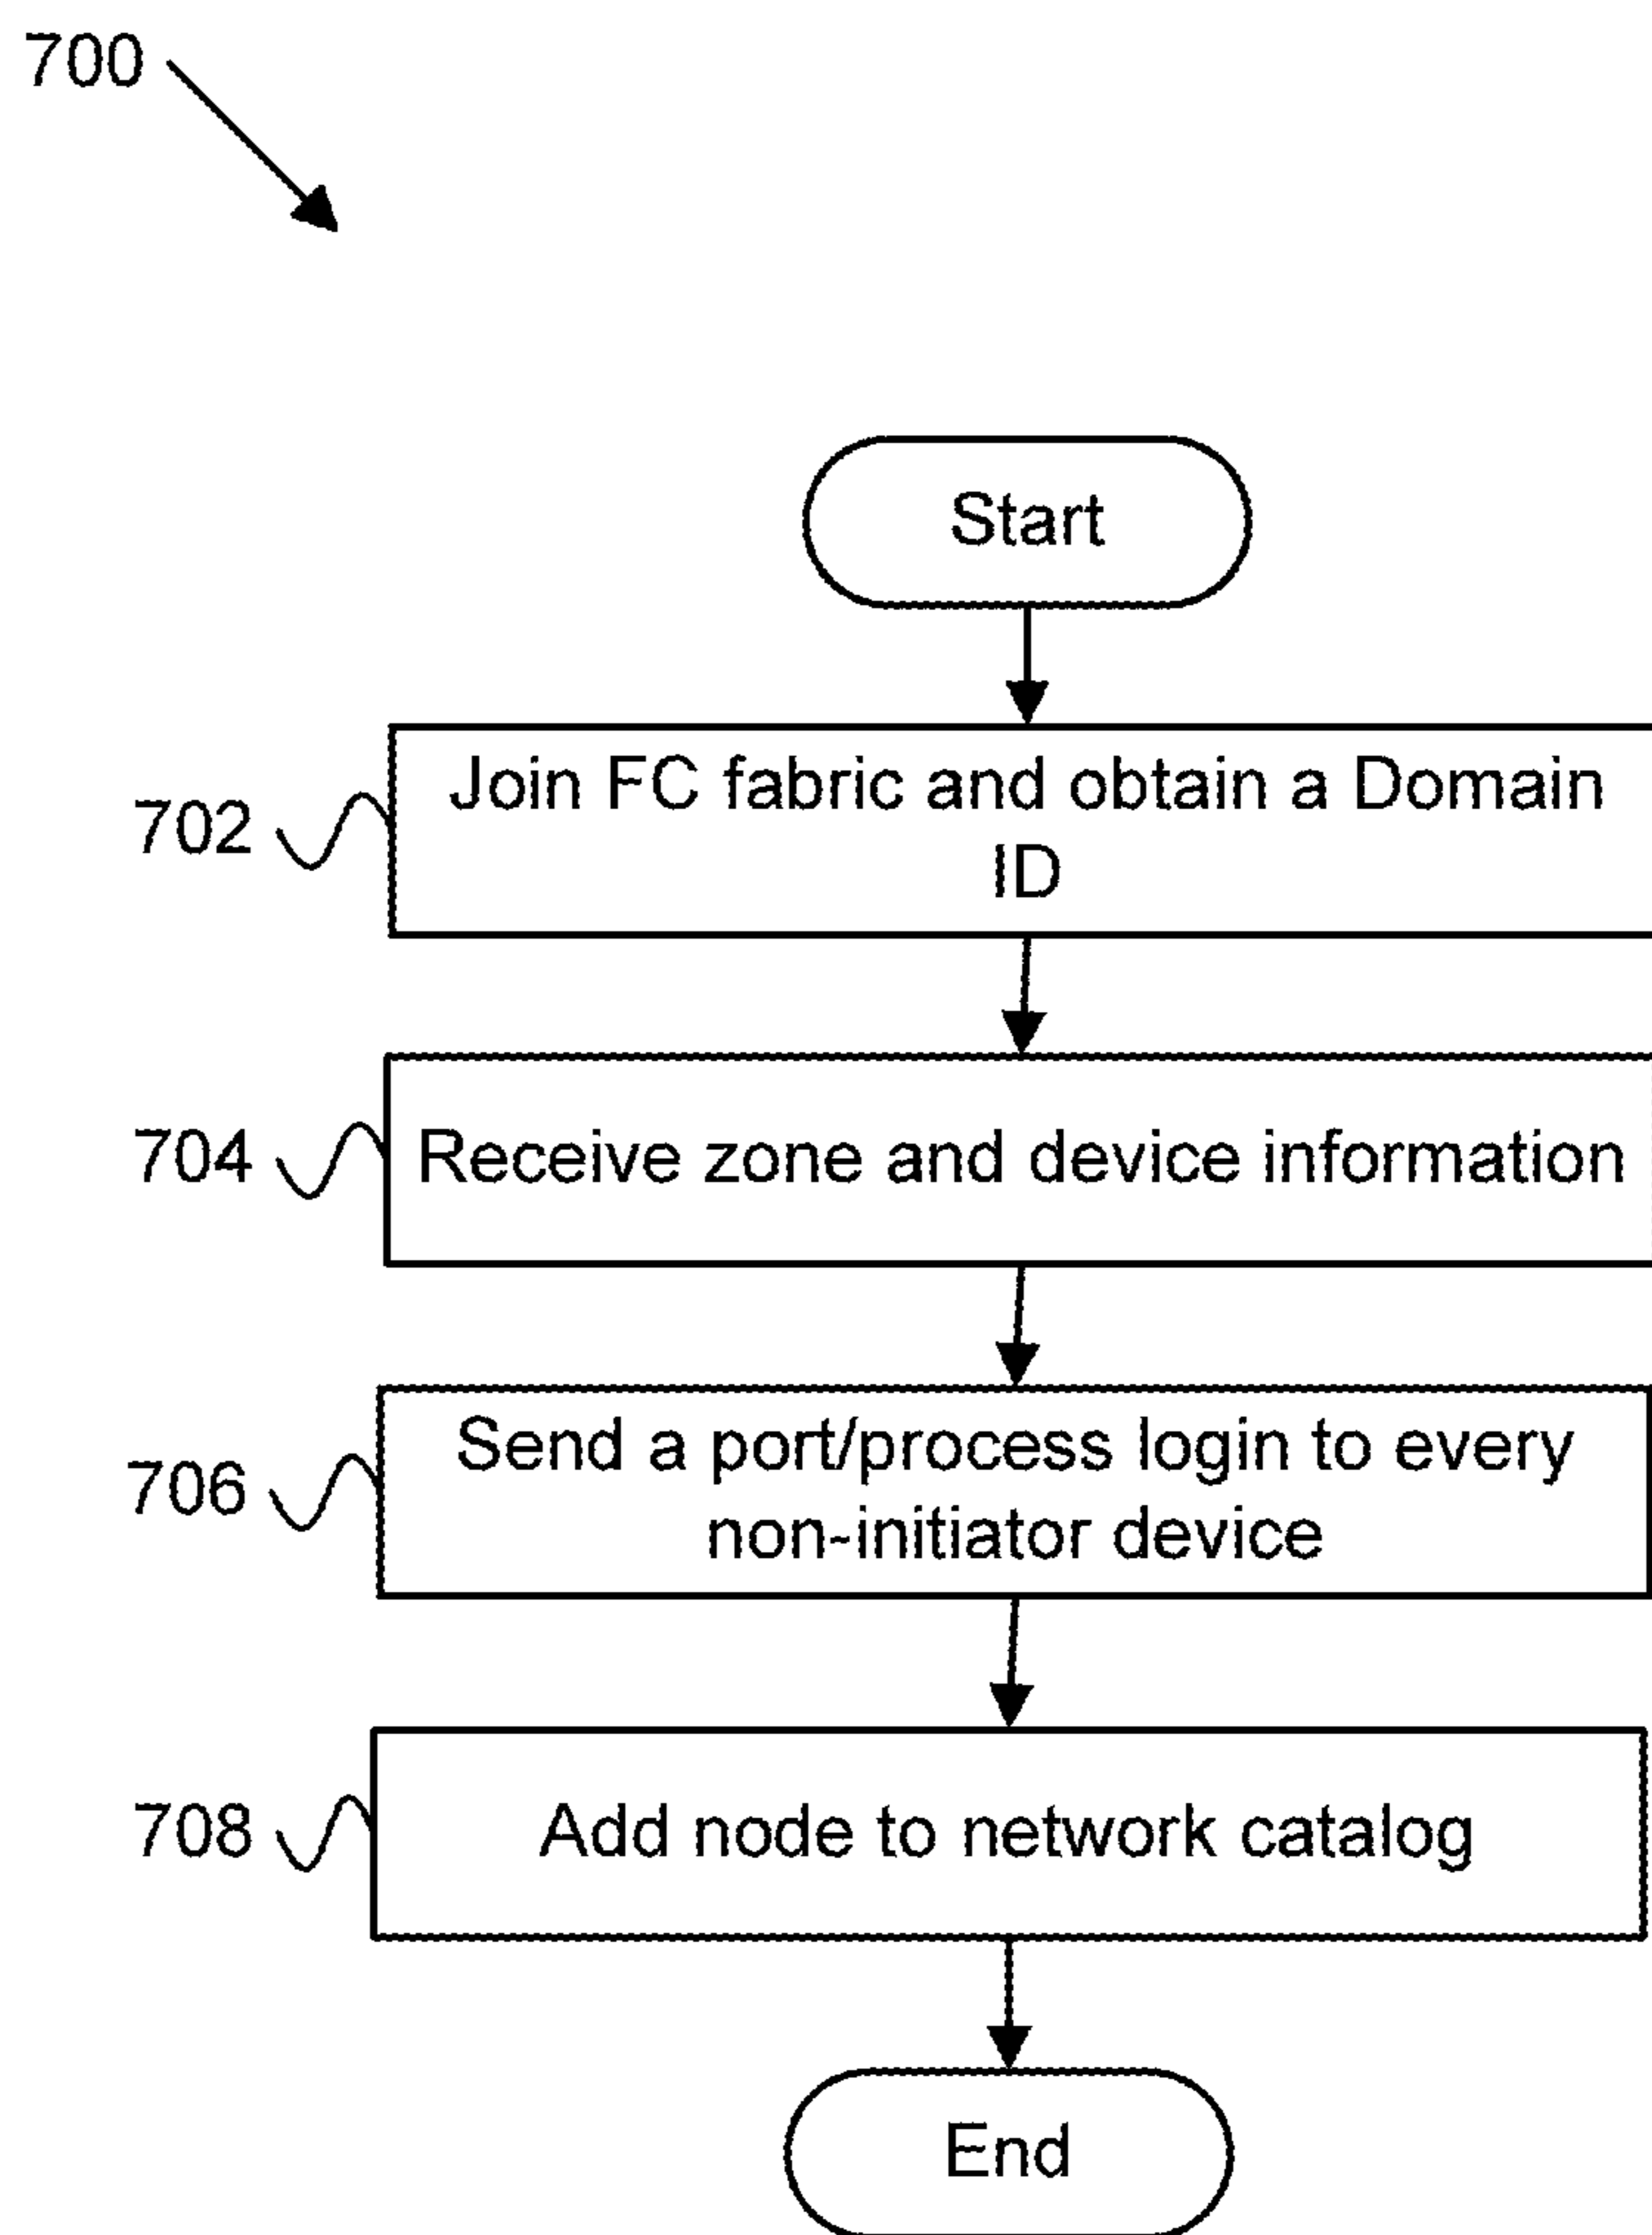 700
Start
702
Join FC fabric and obtain a Domain
ID
704
Receive zone and device information
706
Send a port/process login to every
non-initiator device
708
Add node to network catalog
End